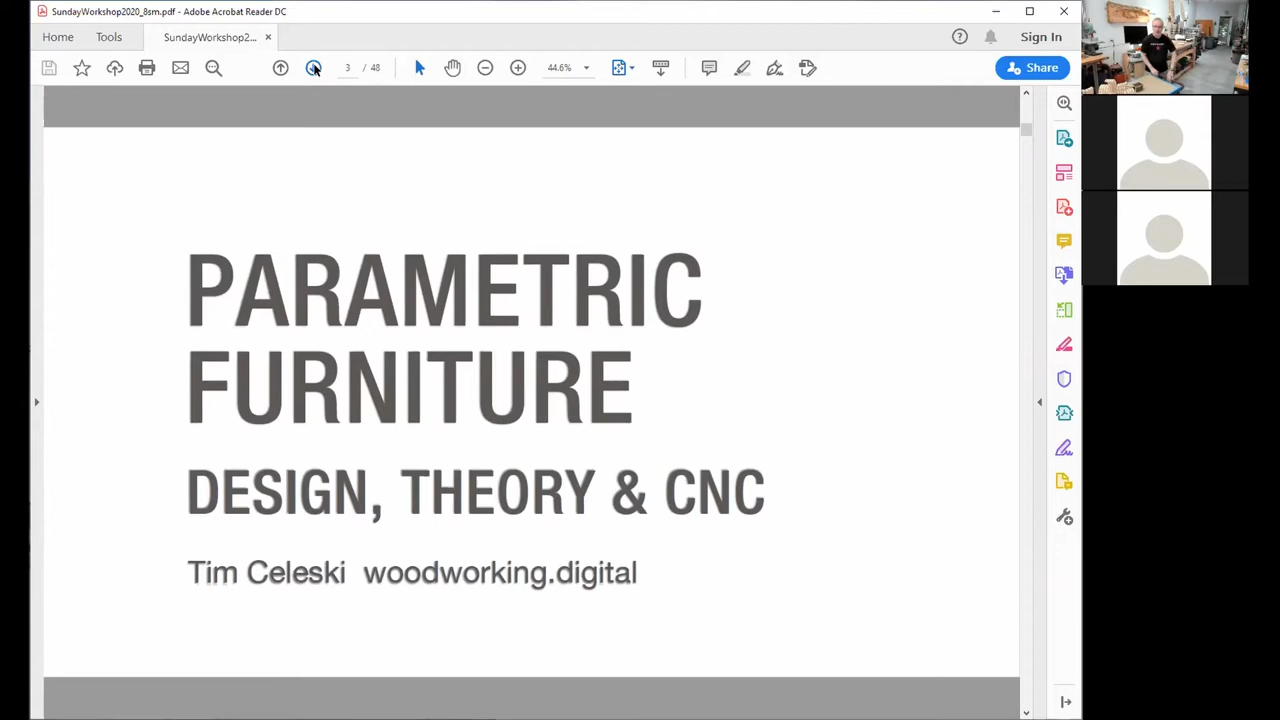 SundayWorkshop2020_8sm.pdf - Adobe Acrobat Reader DC
Home Tools SundayWorkshop2... × Sign In
3 / 48 44.6% Share
PARAMETRIC
FURNITURE
DESIGN, THEORY & CNC
Tim Celeski woodworking.digital